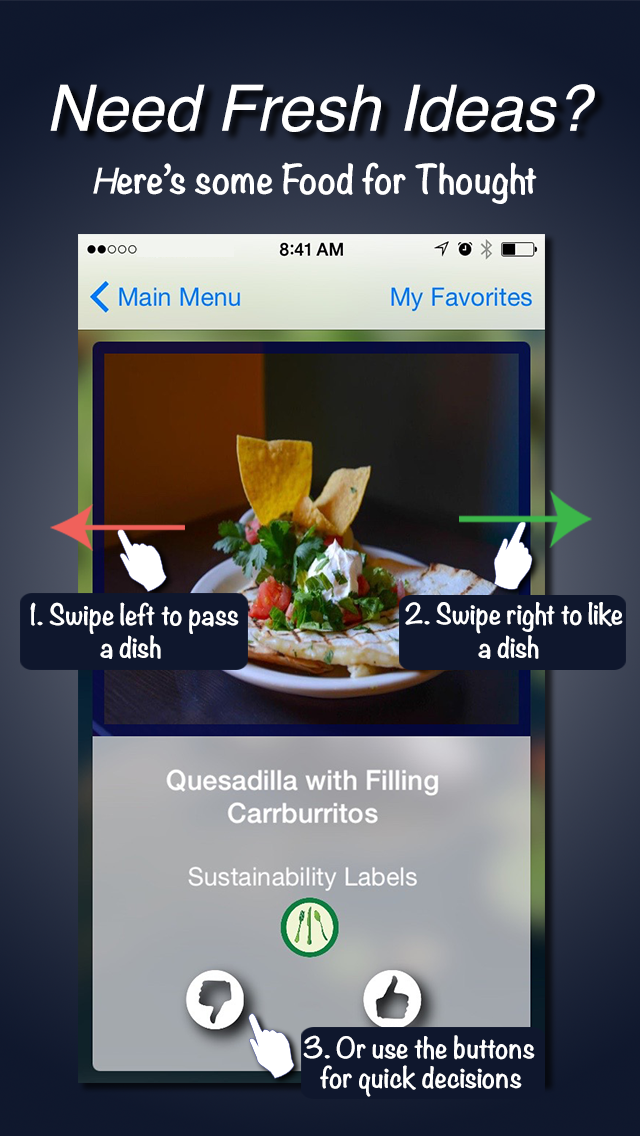 Need Fresh Ideas?
Here's some Food for Thought
8:41 AM
Main Menu
My Favorites
1. Swipe left to pass
a dish
2. Swipe right to like
a dish
Quesadilla with Filling
Carrburritos
Sustainability Labels
3. Or use the buttons
for quick decisions